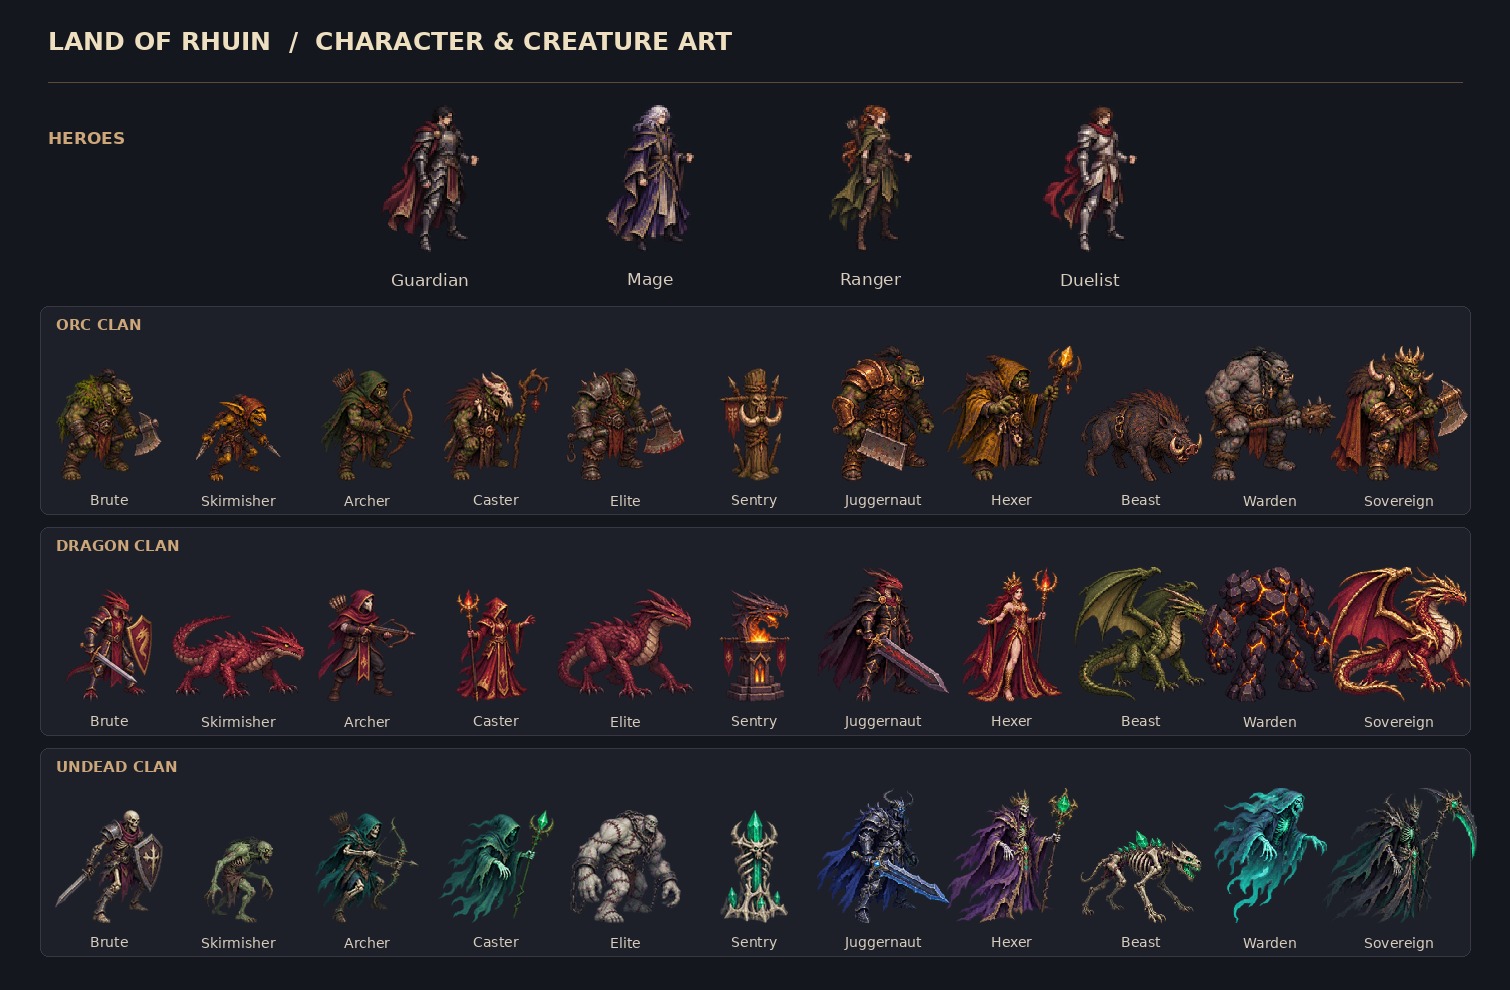 LAND OF RHUIN / CHARACTER & CREATURE ART
HEROES
Guardian Mage Ranger Duelist
ORC CLAN
Brute Skirmisher Archer Caster Elite Sentry Juggernaut Hexer Beast Warden Sovereign
DRAGON CLAN
Brute Skirmisher Archer Caster Elite Sentry Juggernaut Hexer Beast Warden Sovereign
UNDEAD CLAN
Brute Skirmisher Archer Caster Elite Sentry Juggernaut Hexer Beast Warden Sovereign